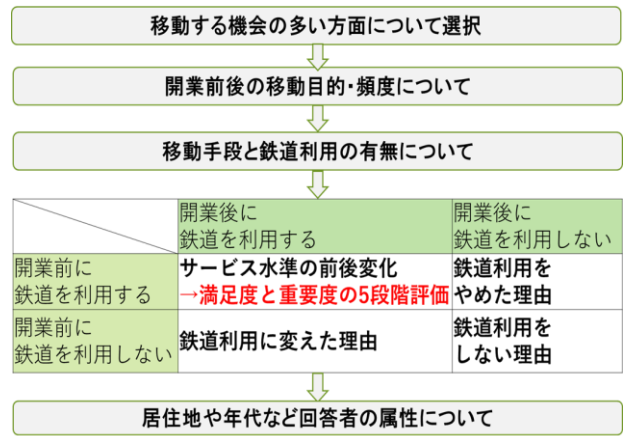 移動する機会の多い方面について選択
開業前後の移動目的・頻度について
移動手段と鉄道利用の有無について
開業後に
鉄道を利用する
開業後に
鉄道を利用しない
開業前に
鉄道を利用する
サービス水準の前後変化
→満足度と重要度の5段階評価
鉄道利用を
やめた理由
開業前に
鉄道を利用しない
鉄道利用に変えた理由
鉄道利用を
しない理由
居住地や年代など回答者の属性について